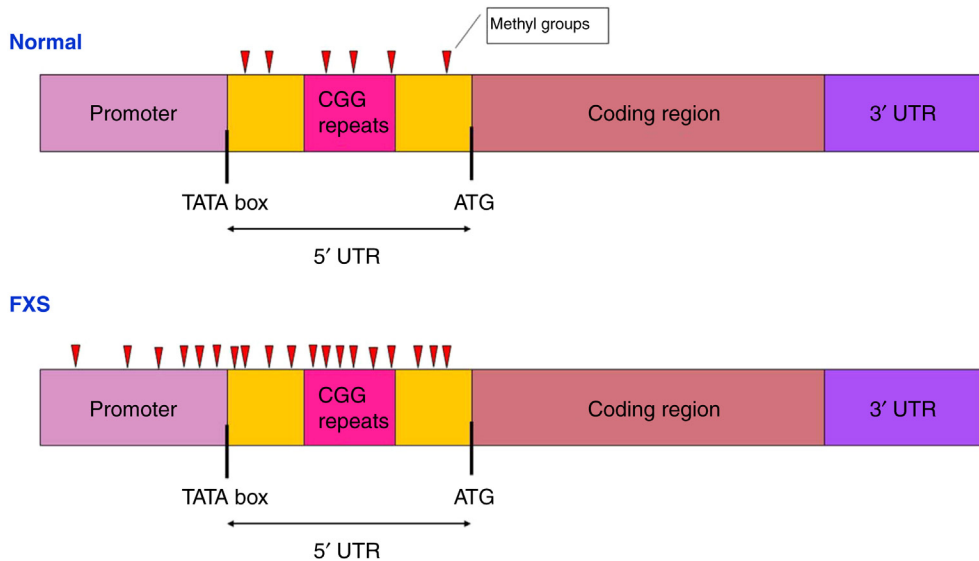 Methyl groups
Normal
Promoter
CGG
repeats
Coding region
3′ UTR
TATA box
ATG
5′ UTR
FXS
Promoter
CGG
repeats
Coding region
3′ UTR
TATA box
ATG
5′ UTR